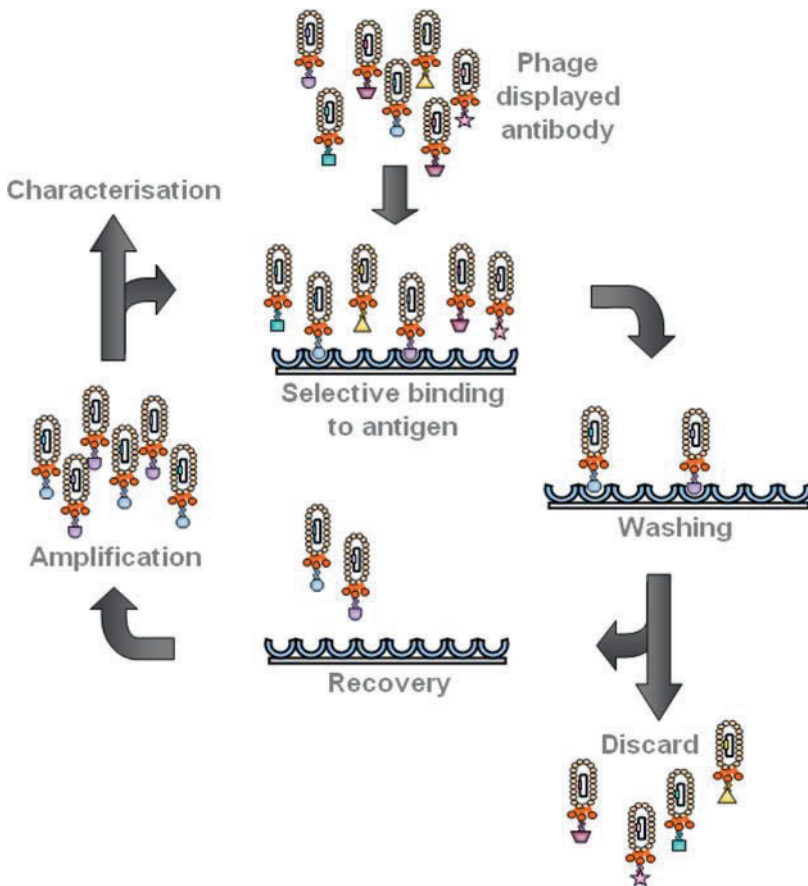 Phage
displayed
antibody
Characterisation
Selective binding
to antigen
Washing
Amplification
Recovery
Discard